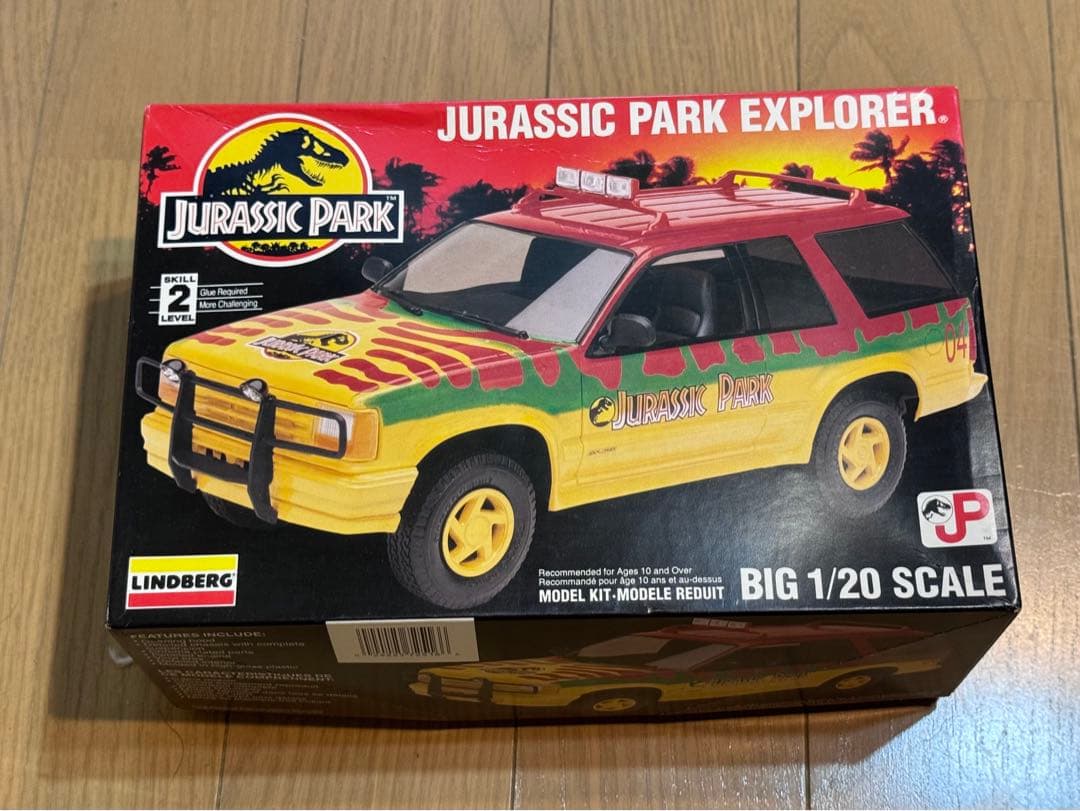 JURASSIC PARK EXPLORER®
JURASSIC PARK™
SKILL
2
LEVEL
Glue Required
More Challenging
JURASSIC PARK
04
JURASSIC PARK
JP
LINDBERG®
Recommended for Ages 10 and Over
Recommandé pour âge 10 ans et au-dessus
MODEL KIT·MODELE REDUIT
BIG 1/20 SCALE
FEATURES INCLUDE: